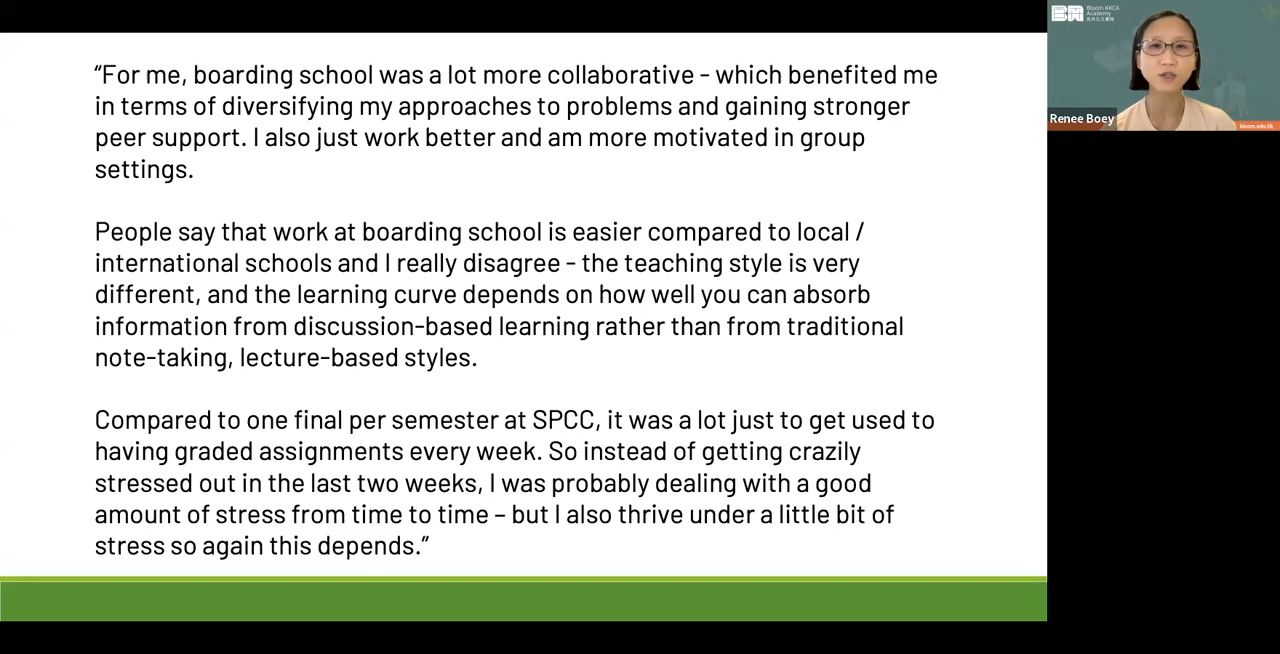 “For me, boarding school was a lot more collaborative - which benefited me
in terms of diversifying my approaches to problems and gaining stronger
peer support. I also just work better and am more motivated in group
settings.
People say that work at boarding school is easier compared to local /
international schools and I really disagree - the teaching style is very
different, and the learning curve depends on how well you can absorb
information from discussion-based learning rather than from traditional
note-taking, lecture-based styles.
Compared to one final per semester at SPCC, it was a lot just to get used to
having graded assignments every week. So instead of getting crazily
stressed out in the last two weeks, I was probably dealing with a good
amount of stress from time to time – but I also thrive under a little bit of
stress so again this depends.”
Bloom KKCA
Academy
Renee Boey
bloom.edu.hk